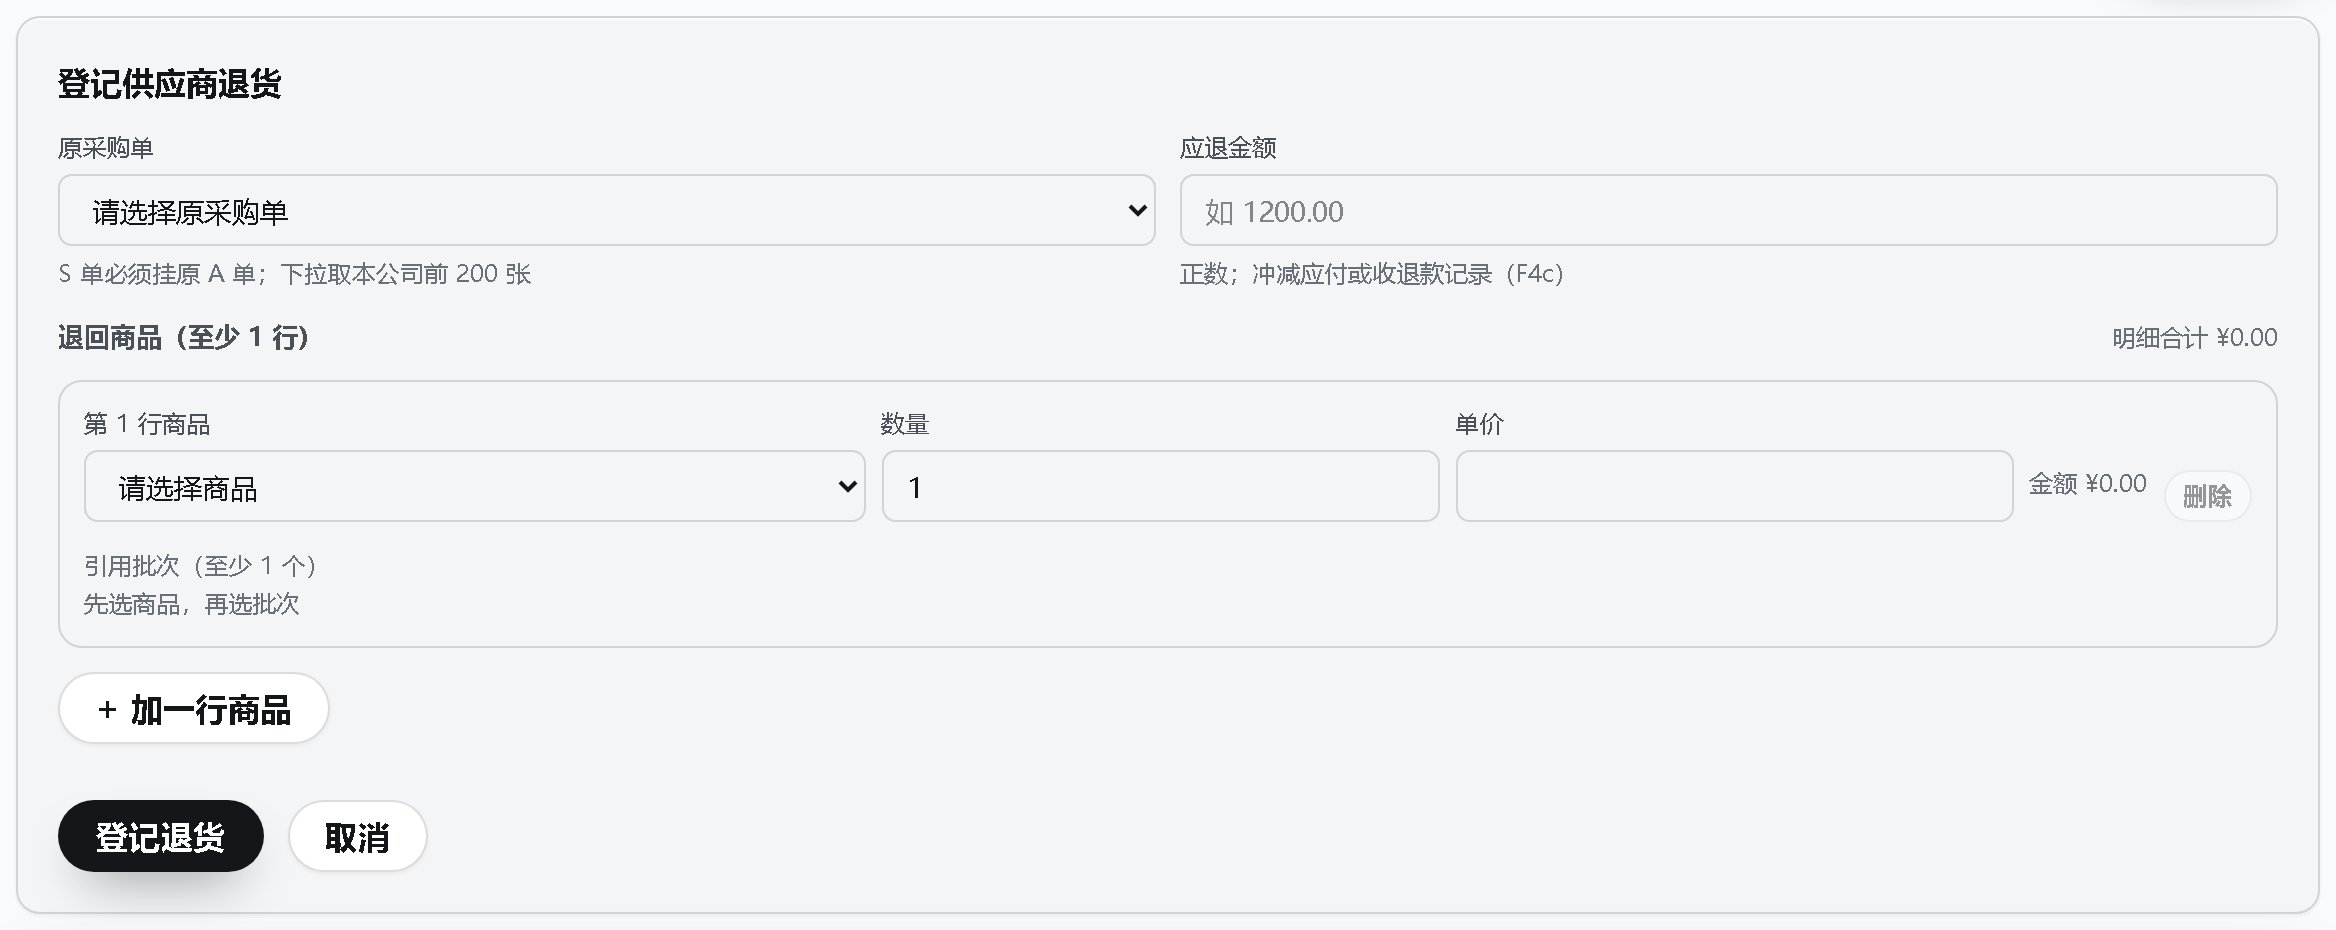 登记供应商退货
原采购单
应退金额
请选择原采购单
如 1200.00
S 单必须挂原 A 单；下拉取本公司前 200 张
正数；冲减应付或收退款记录（F4c）
退回商品（至少 1 行）
明细合计 ¥0.00
第 1 行商品
数量
单价
请选择商品
1
金额 ¥0.00
删除
引用批次（至少 1 个）
先选商品，再选批次
+ 加一行商品
登记退货
取消